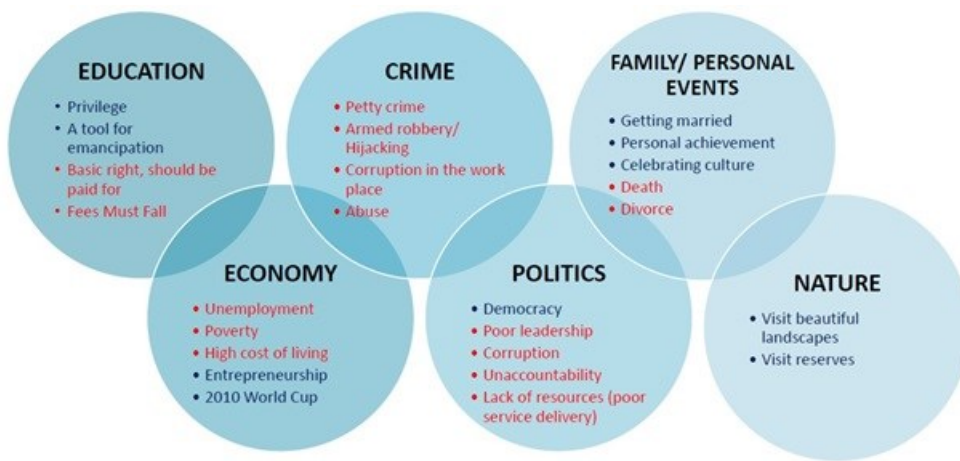 EDUCATION
• Privilege
• A tool for
emancipation
• Basic right, should be
paid for
• Fees Must Fall
CRIME
• Petty crime
• Armed robbery/
Hijacking
• Corruption in the work
place
• Abuse
FAMILY/ PERSONAL
EVENTS
• Getting married
• Personal achievement
• Celebrating culture
• Death
• Divorce
ECONOMY
• Unemployment
• Poverty
• High cost of living
• Entrepreneurship
• 2010 World Cup
POLITICS
• Democracy
• Poor leadership
• Corruption
• Unaccountability
• Lack of resources (poor
service delivery)
NATURE
• Visit beautiful
landscapes
• Visit reserves